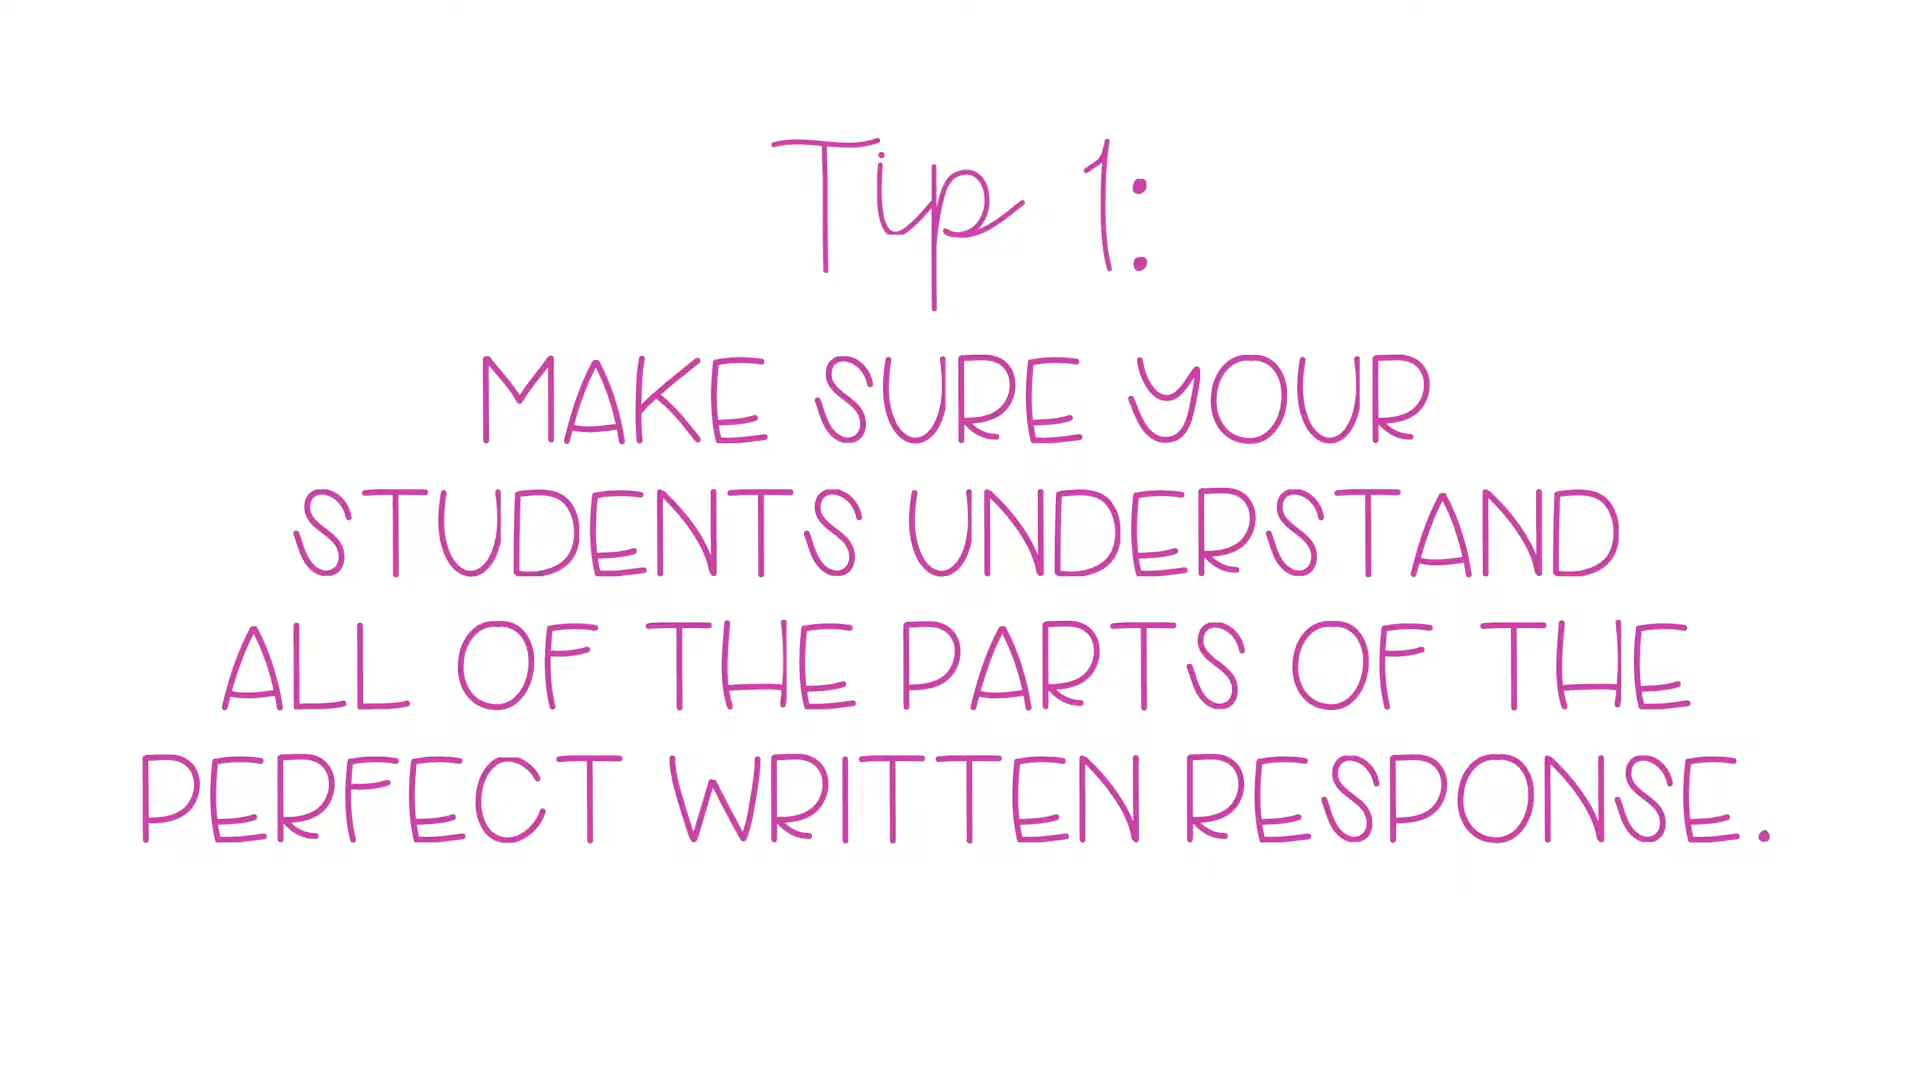 Tip 1:
MAKE SURE YOUR
STUDENTS UNDERSTAND
ALL OF THE PARTS OF THE
PERFECT WRITTEN RESPONSE.